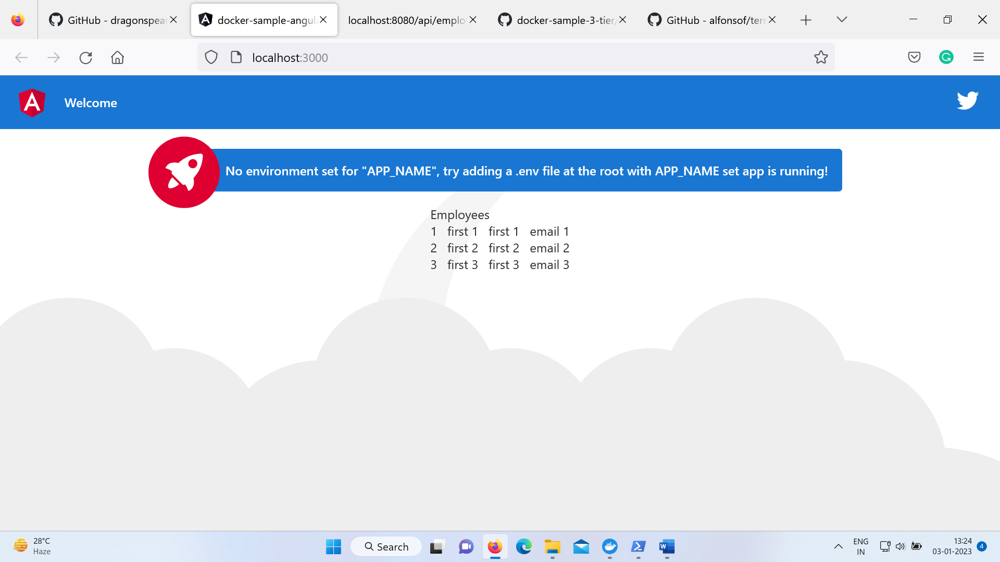 GitHub - dragonspear
docker-sample-angul
localhost:8080/api/emplo
docker-sample-3-tier/
GitHub - alfonsof/terr
localhost:3000
Welcome
No environment set for "APP_NAME", try adding a .env file at the root with APP_NAME set app is running!
Employees
1 first 1 first 1 email 1
2 first 2 first 2 email 2
3 first 3 first 3 email 3
28°C
Haze
Search
ENG
IN
13:24
03-01-2023
4